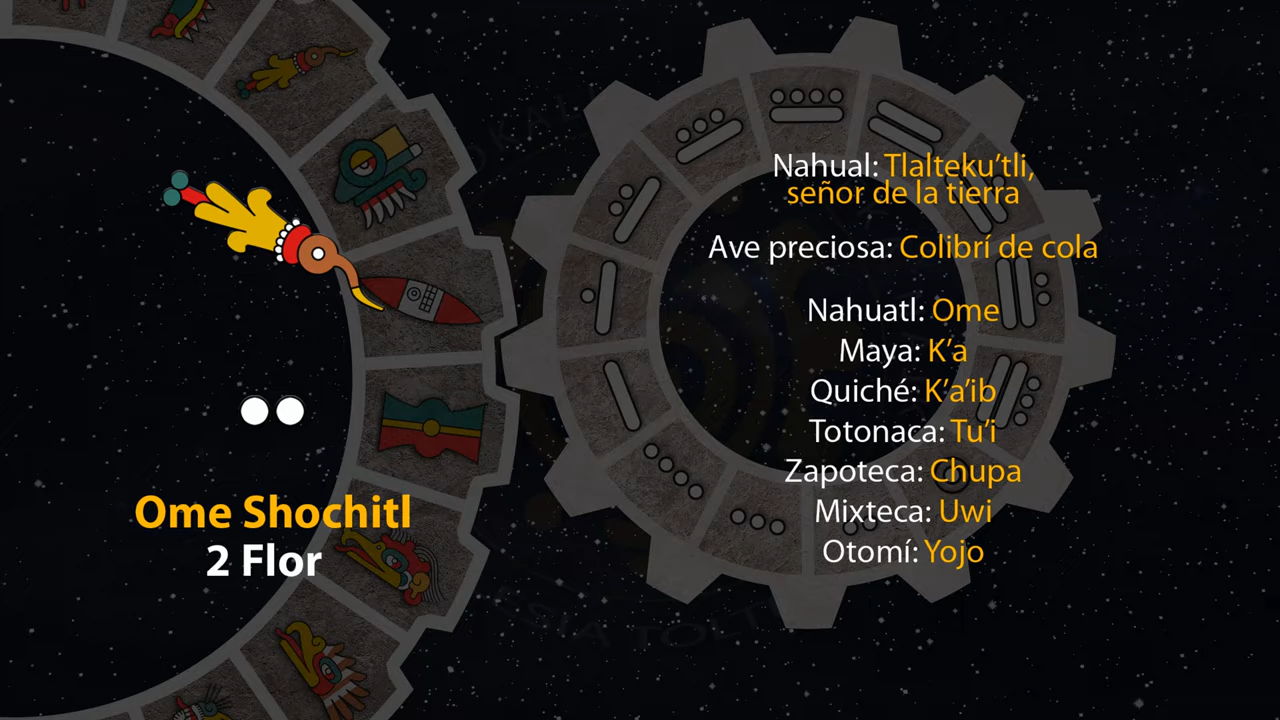 Nahual: Tlalteku’tli,
señor de la tierra
Ave preciosa: Colibrí de cola
Nahuatl: Ome
Maya: K’a
Quiché: K’a’ib
Totonaca: Tu’i
Zapoteca: Chupa
Mixteca: Uwi
Otomí: Yojo
Ome Shochitl
2 Flor